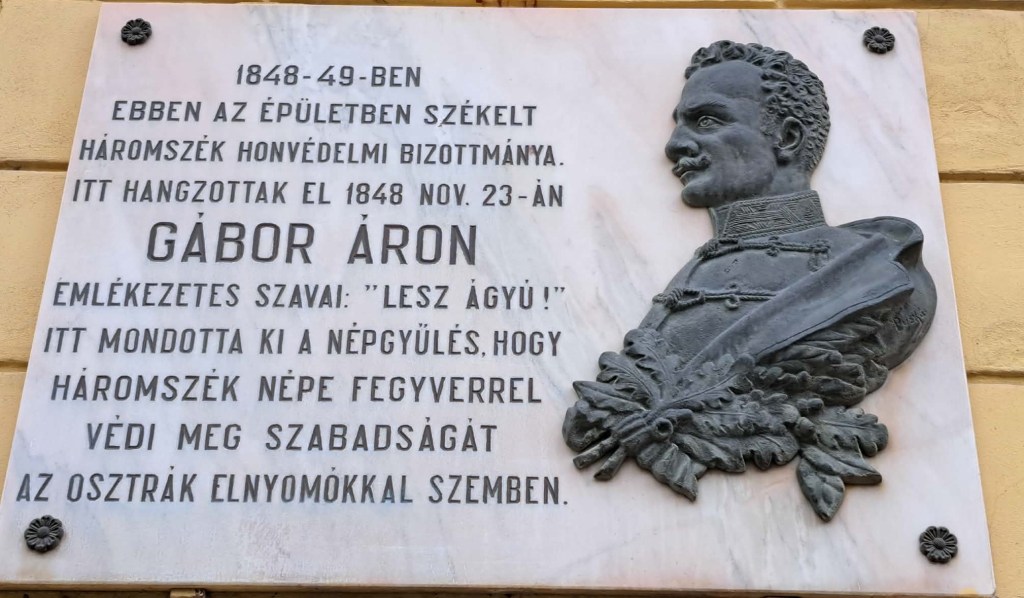 1848-49-BEN
EBBEN AZ ÉPÜLETBEN SZÉKELT
HÁROMSZÉK HONVÉDELMI BIZOTTMÁNYA.
ITT HANGZOTTAK EL 1848 NOV. 23-ÁN
GÁBOR ÁRON
EMLÉKEZETES SZAVAI: "LESZ ÁGYÚ!"
ITT MONDOTTA KI A NÉPGYŰLÉS, HOGY
HÁROMSZÉK NÉPE FEGYVERREL
VÉDI MEG SZABADSÁGÁT
AZ OSZTRÁK ELNYOMÓKKAL SZEMBEN.